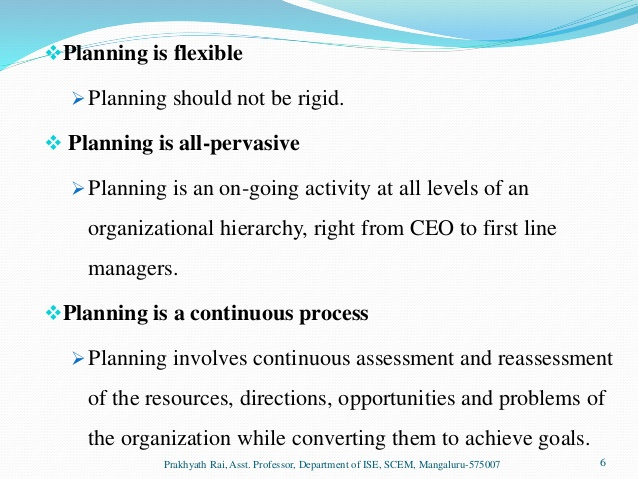 ❖Planning is flexible
➢Planning should not be rigid.
❖ Planning is all-pervasive
➢Planning is an on-going activity at all levels of an
organizational hierarchy, right from CEO to first line
managers.
❖Planning is a continuous process
➢Planning involves continuous assessment and reassessment
of the resources, directions, opportunities and problems of
the organization while converting them to achieve goals.
Prakhyath Rai, Asst. Professor, Department of ISE, SCEM, Mangaluru-575007 6